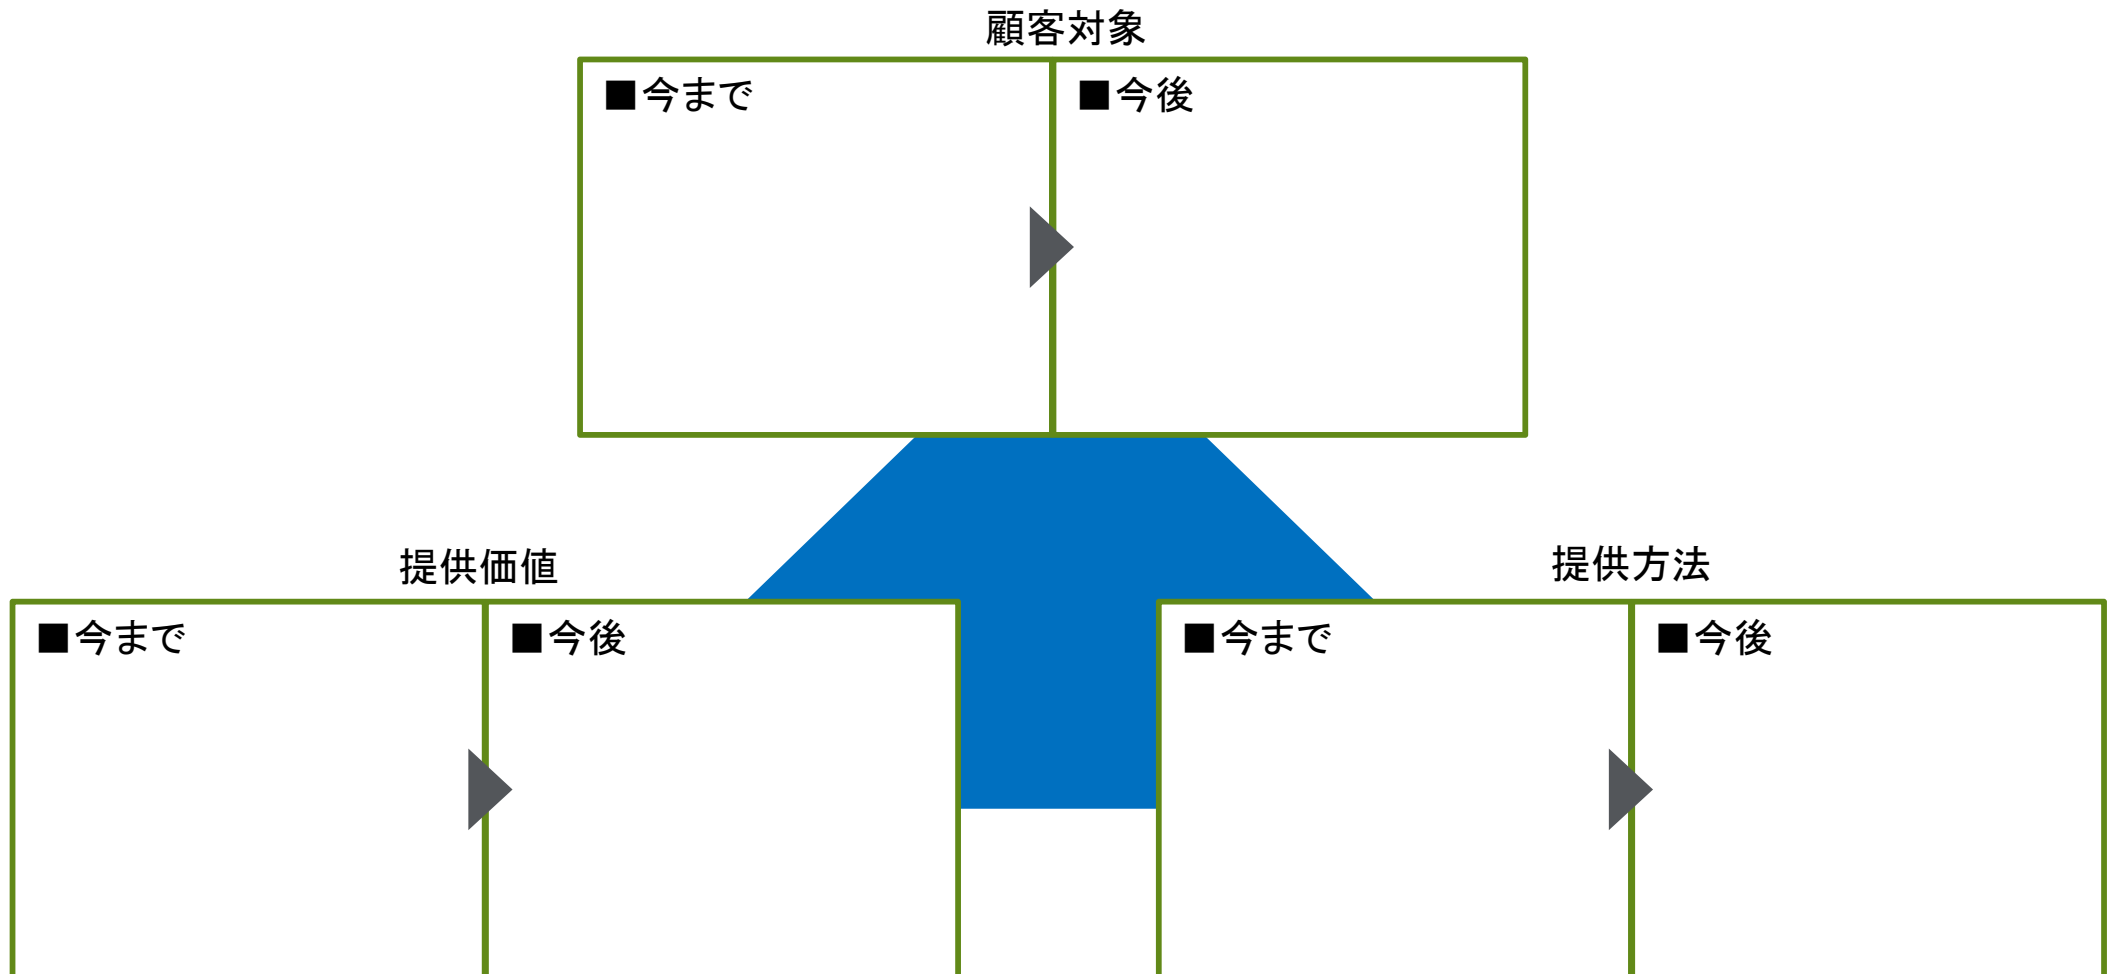 顧客対象
■今まで
■今後
提供価値
■今まで
■今後
提供方法
■今まで
■今後